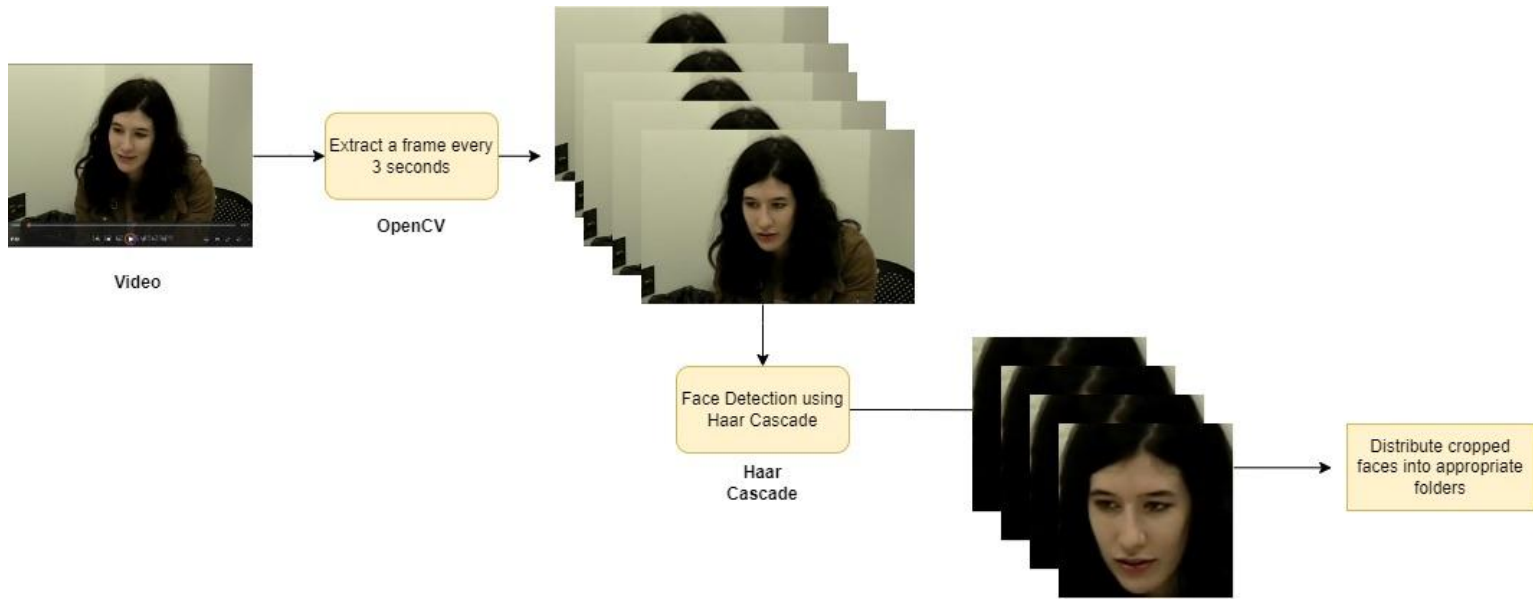 Video
Extract a frame every
3 seconds
OpenCV
Face Detection using
Haar Cascade
Haar
Cascade
Distribute cropped
faces into appropriate
folders